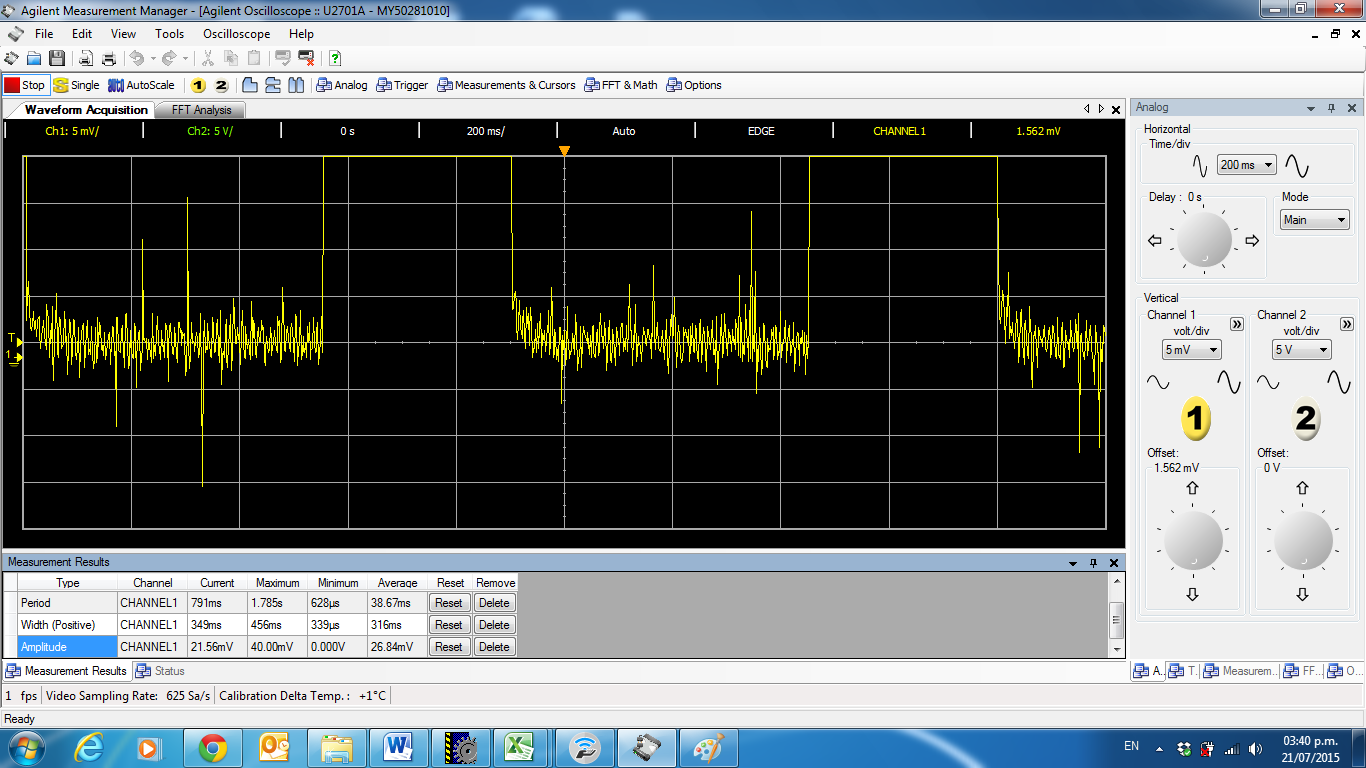 Agilent Measurement Manager - [Agilent Oscilloscope :: U2701A - MY50281010]
File Edit View Tools Oscilloscope Help
Stop Single AutoScale 1 2 Analog Trigger Measurements & Cursors FFT & Math Options
Waveform Acquisition FFT Analysis
Ch1: 5 mV/ Ch2: 5 V/ 0 s 200 ms/ Auto EDGE CHANNEL1 1.562 mV
T
1
Analog
Horizontal
Time/div
200 ms
Delay : 0 s Mode
Main
Vertical
Channel 1 Channel 2
volt/div volt/div
5 mV 5 V
1 2
Offset: Offset:
1.562 mV 0 V
Measurement Results
Type Channel Current Maximum Minimum Average Reset Remove
Period CHANNEL1 791ms 1.785s 628µs 38.67ms Reset Delete
Width (Positive) CHANNEL1 349ms 456ms 339µs 316ms Reset Delete
Amplitude CHANNEL1 21.56mV 40.00mV 0.000V 26.84mV Reset Delete
Measurement Results Status
A.. T. Measurem.. FF... O...
1 fps Video Sampling Rate: 625 Sa/s Calibration Delta Temp. : +1°C
Ready
EN 03:40 p.m.
21/07/2015